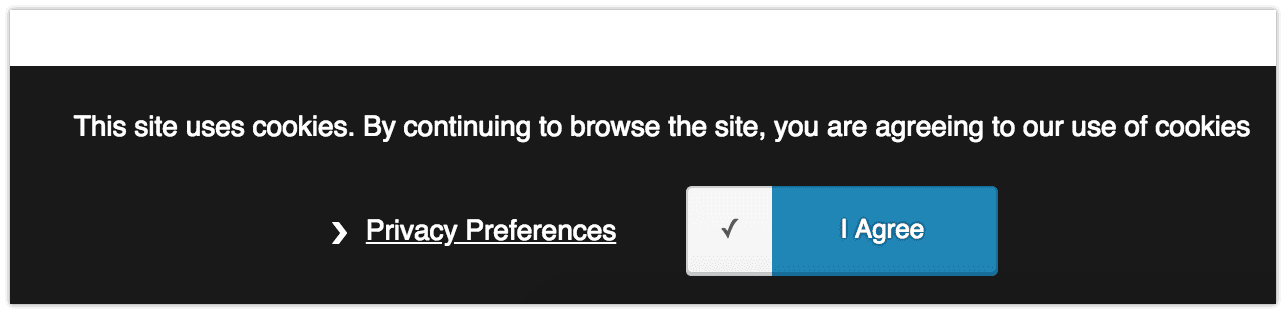 This site uses cookies. By continuing to browse the site, you are agreeing to our use of cookies
❯ Privacy Preferences
✓ I Agree